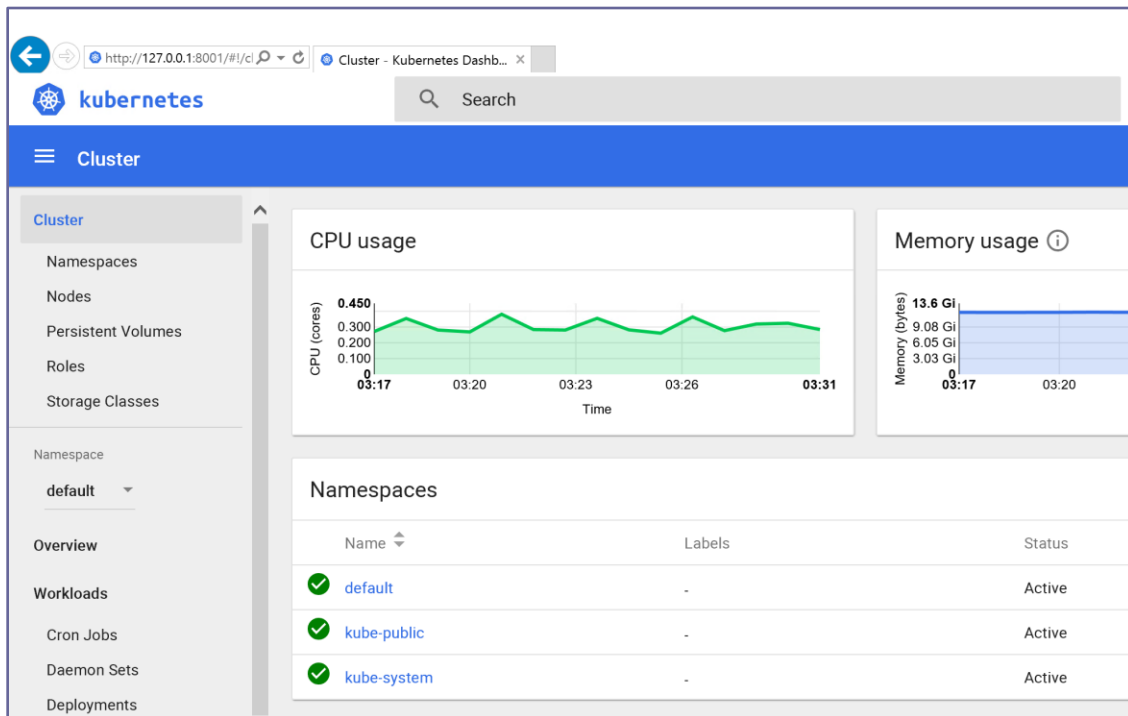 http://127.0.0.1:8001/#!/cl
Cluster - Kubernetes Dashb...
kubernetes
Search
Cluster
Cluster
Namespaces
Nodes
Persistent Volumes
Roles
Storage Classes
Namespace
default
Overview
Workloads
Cron Jobs
Daemon Sets
Deployments
CPU usage
CPU (cores)
0.450
0.300
0.200
0.100
0
03:17 03:20 03:23 03:26 03:31
Time
Memory usage
Memory (bytes)
13.6 Gi
9.08 Gi
6.05 Gi
3.03 Gi
0
03:17 03:20
Namespaces
Name Labels Status
default - Active
kube-public - Active
kube-system - Active